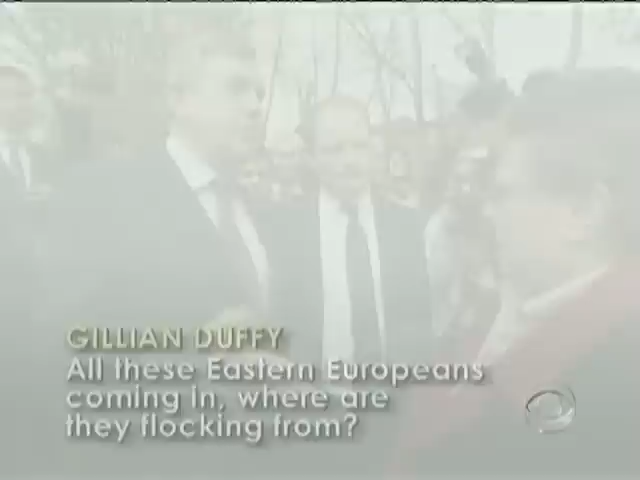 GILLIAN DUFFY
All these Eastern Europeans
coming in, where are
they flocking from?